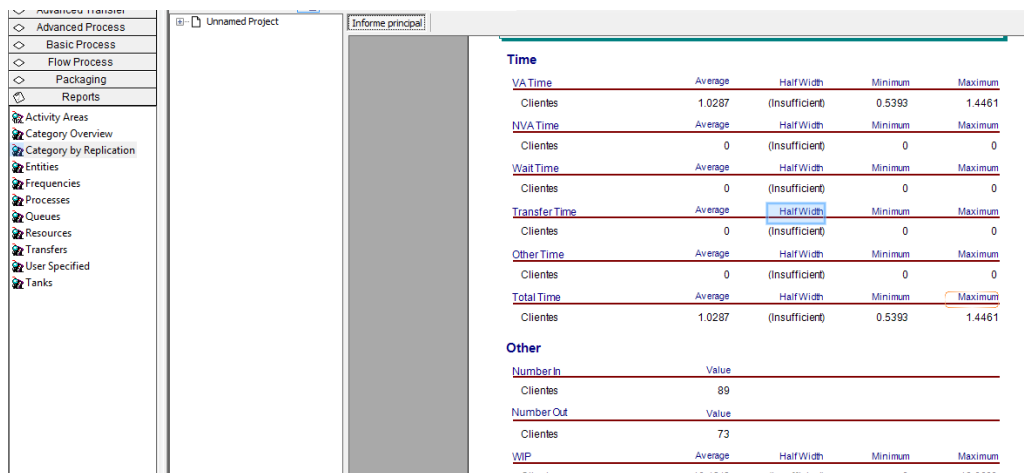 Advanced Transfer
Advanced Process
Basic Process
Flow Process
Packaging
Reports
Activity Areas
Category Overview
Category by Replication
Entities
Frequencies
Processes
Queues
Resources
Transfers
User Specified
Tanks
Unnamed Project
Informe principal
Time
VA Time Average Half Width Minimum Maximum
Clientes 1.0287 (Insufficient) 0.5393 1.4461
NVA Time Average Half Width Minimum Maximum
Clientes 0 (Insufficient) 0 0
Wait Time Average Half Width Minimum Maximum
Clientes 0 (Insufficient) 0 0
Transfer Time Average Half Width Minimum Maximum
Clientes 0 (Insufficient) 0 0
Other Time Average Half Width Minimum Maximum
Clientes 0 (Insufficient) 0 0
Total Time Average Half Width Minimum Maximum
Clientes 1.0287 (Insufficient) 0.5393 1.4461
Other
Number In Value
Clientes 89
Number Out Value
Clientes 73
WIP Average Half Width Minimum Maximum